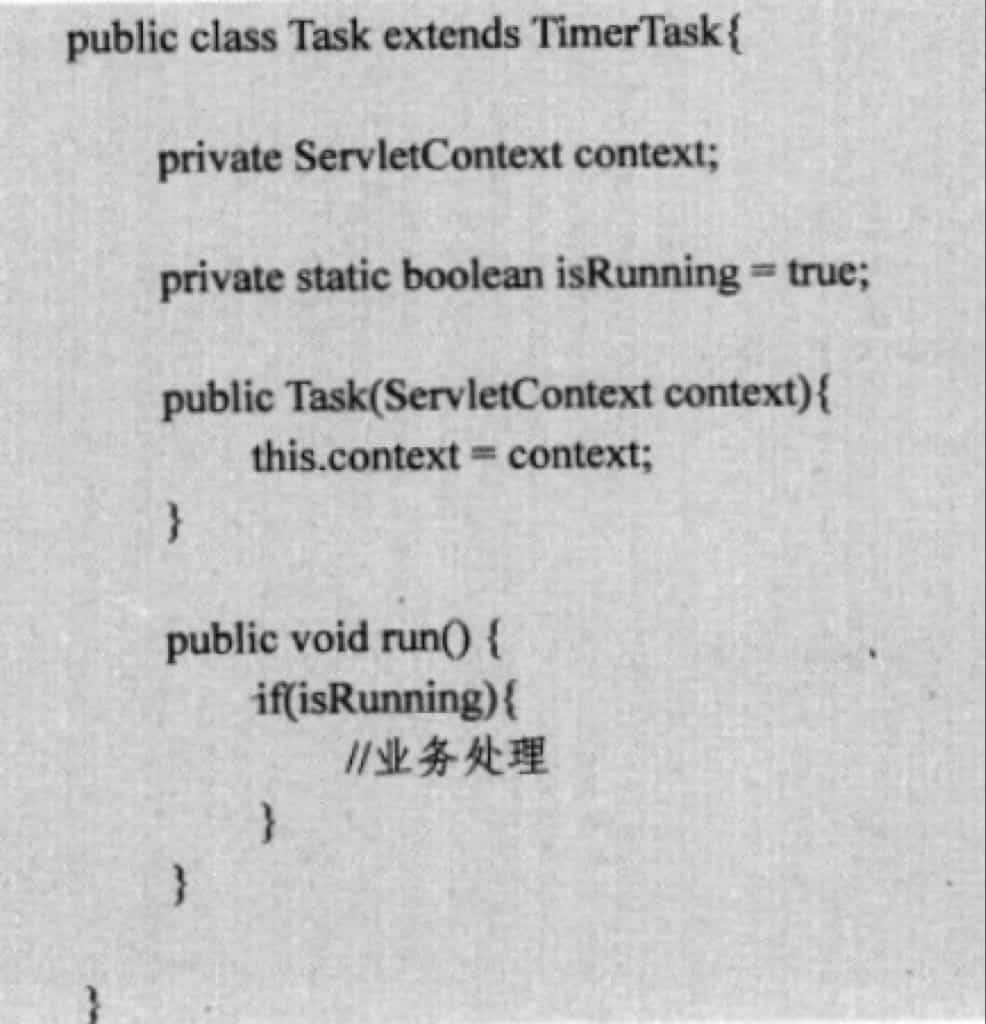 public class Task extends TimerTask{
private ServletContext context;
private static boolean isRunning = true;
public Task(ServletContext context){
this.context = context;
}
public void run() {
if(isRunning){
//业务处理
}
}
}